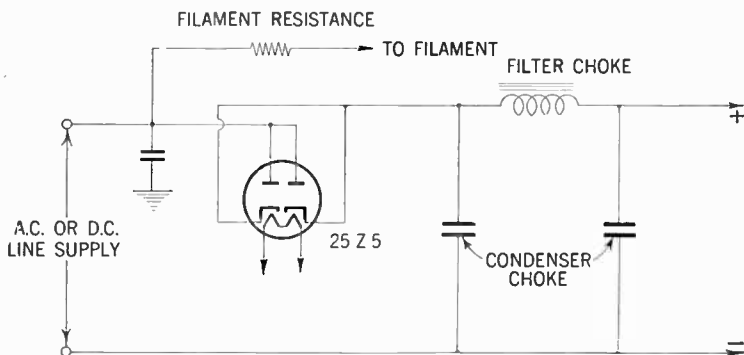 FILAMENT RESISTANCE
TO FILAMENT
FILTER CHOKE
+
A.C. OR D.C.
LINE SUPPLY
25 Z 5
CONDENSER
CHOKE
−